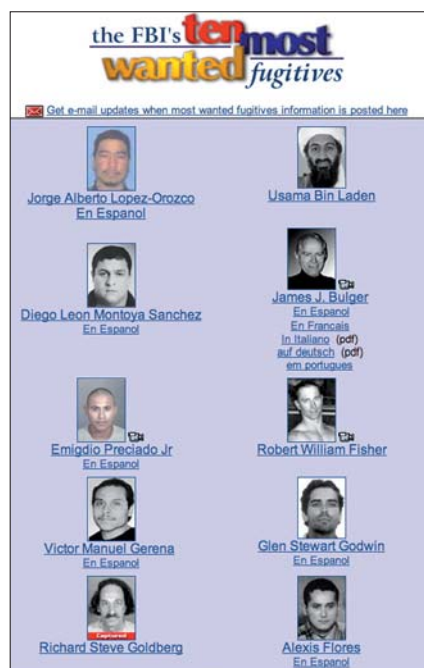 the FBI's ten most
wanted fugitives
Get e-mail updates when most wanted fugitives information is posted here
Jorge Alberto Lopez-Orozco
En Espanol
Usama Bin Laden
Diego Leon Montoya Sanchez
En Espanol
James J. Bulger
En Espanol
En Francais
In Italiano (pdf)
auf deutsch (pdf)
em portugues
Emigdio Preciado Jr
En Espanol
Robert William Fisher
Victor Manuel Gerena
En Espanol
Glen Stewart Godwin
En Espanol
Captured
Richard Steve Goldberg
Alexis Flores
En Espanol